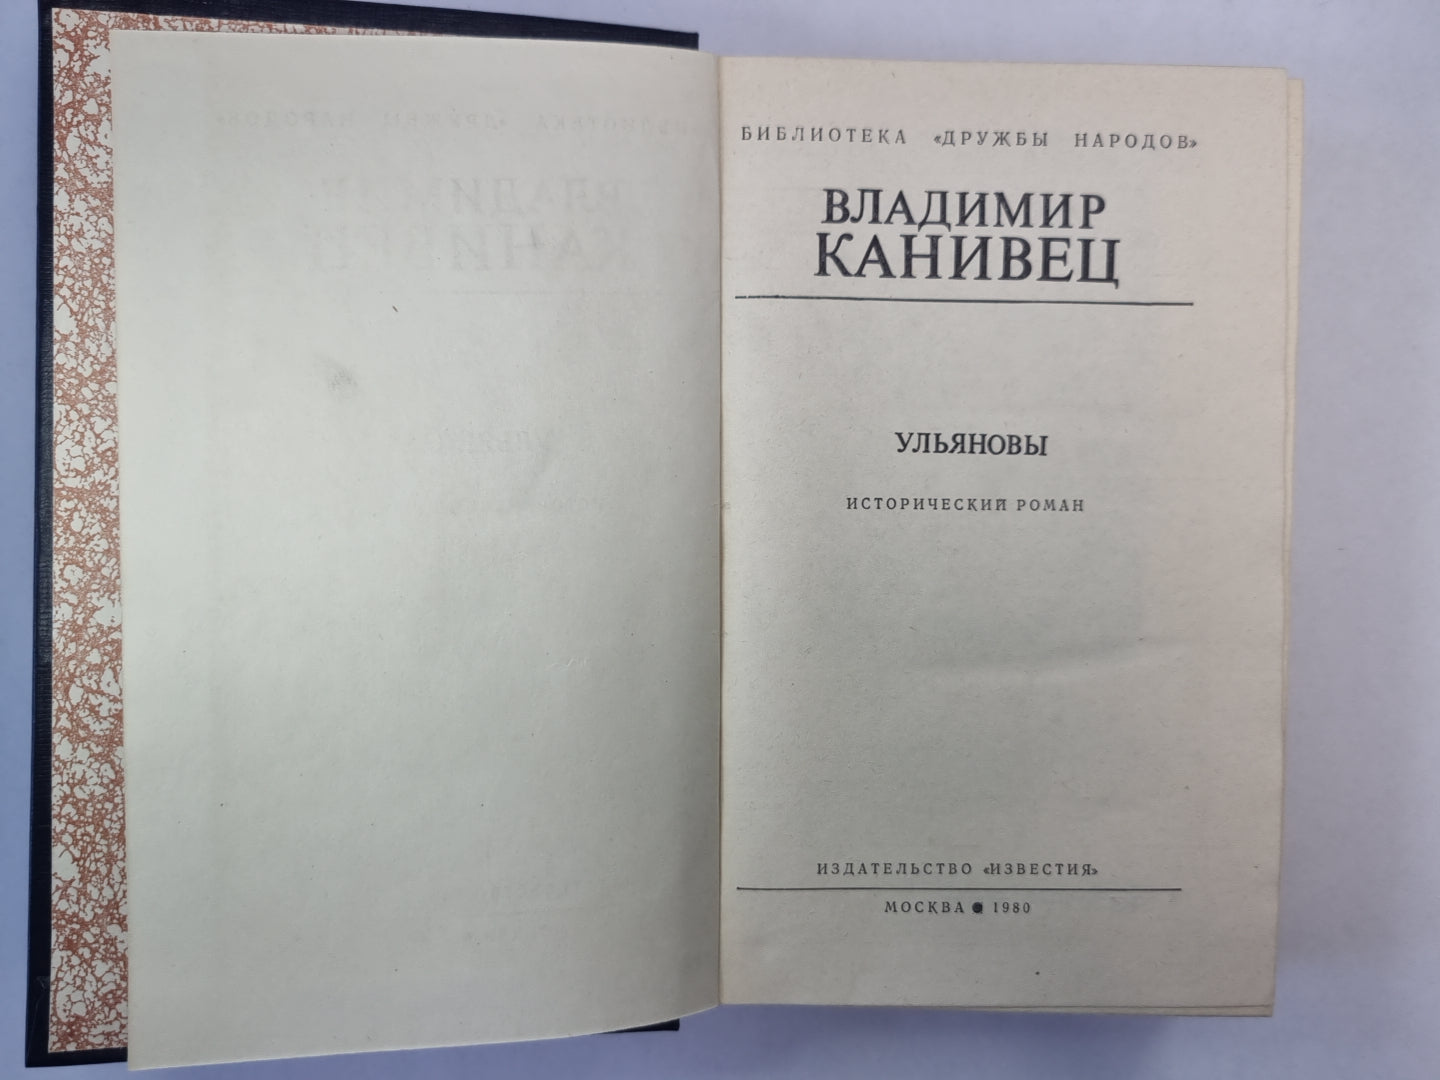 БИБЛИОТЕКА «ДРУЖБЫ НАРОДОВ»
ВЛАДИМИР
КАНИВЕЦ
УЛЬЯНОВЫ
ИСТОРИЧЕСКИЙ РОМАН
ИЗДАТЕЛЬСТВО «ИЗВЕСТИЯ»
МОСКВА ● 1980